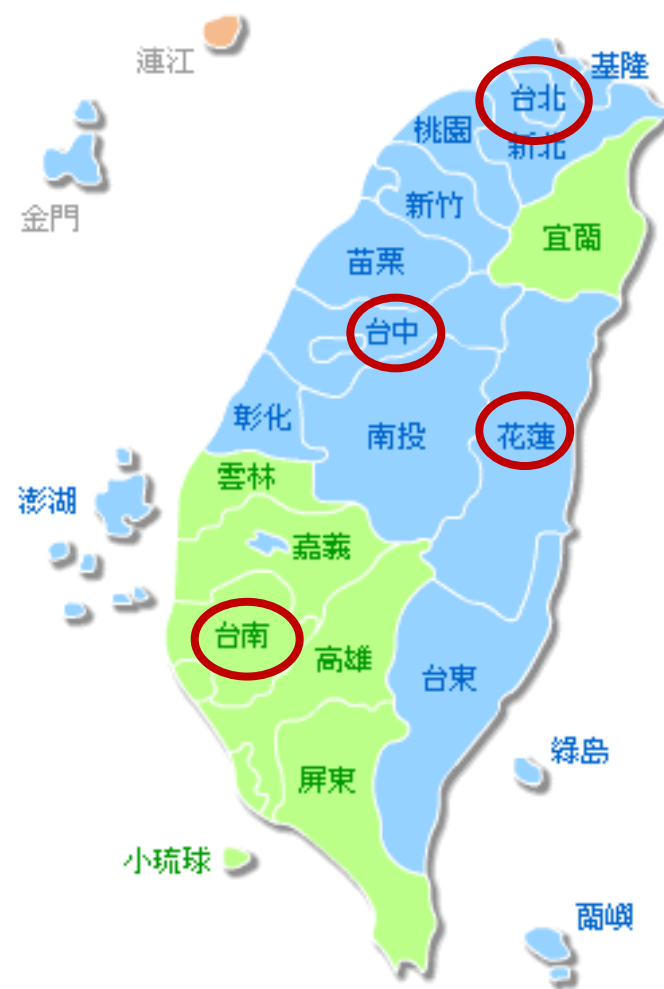 連江
基隆
台北
桃園
新北
新竹
金門
宜蘭
苗栗
台中
彰化
南投
花蓮
雲林
澎湖
嘉義
台南
高雄
台東
綠島
屏東
小琉球
蘭嶼